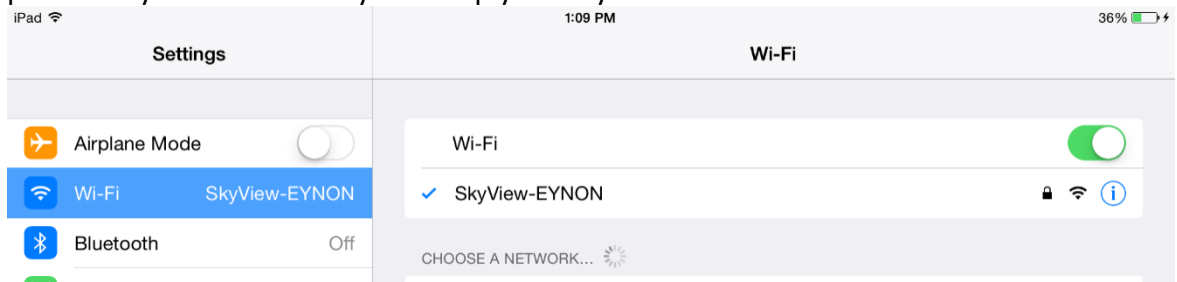 iPad 1:09 PM 36%
Settings Wi-Fi
Airplane Mode Wi-Fi
Wi-Fi SkyView-EYNON SkyView-EYNON
Bluetooth Off
CHOOSE A NETWORK...